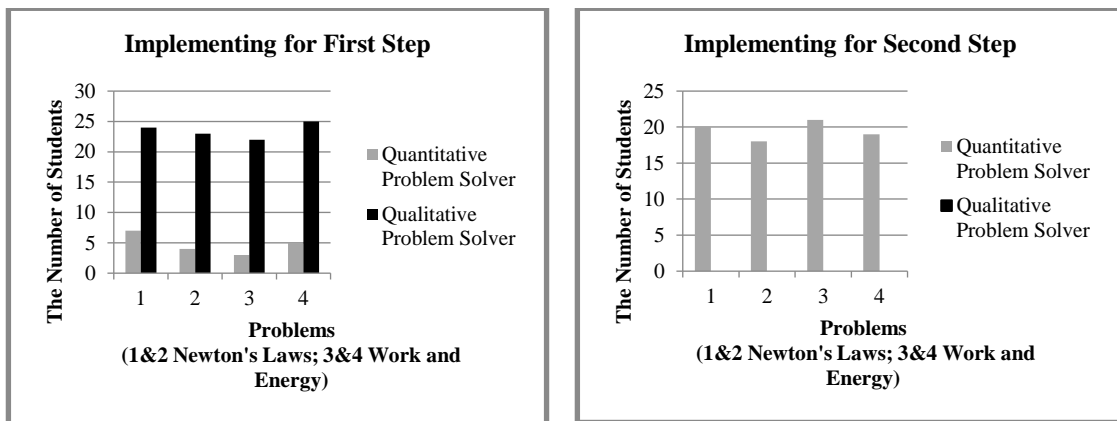 Implementing for First Step
The Number of Students
30
25
20
15
10
5
0
1 2 3 4
Problems
(1&2 Newton's Laws; 3&4 Work and
Energy)
Quantitative
Problem Solver
Qualitative
Problem Solver
Implementing for Second Step
The Number of Students
25
20
15
10
5
0
1 2 3 4
Problems
(1&2 Newton's Laws; 3&4 Work and
Energy)
Quantitative
Problem Solver
Qualitative
Problem Solver